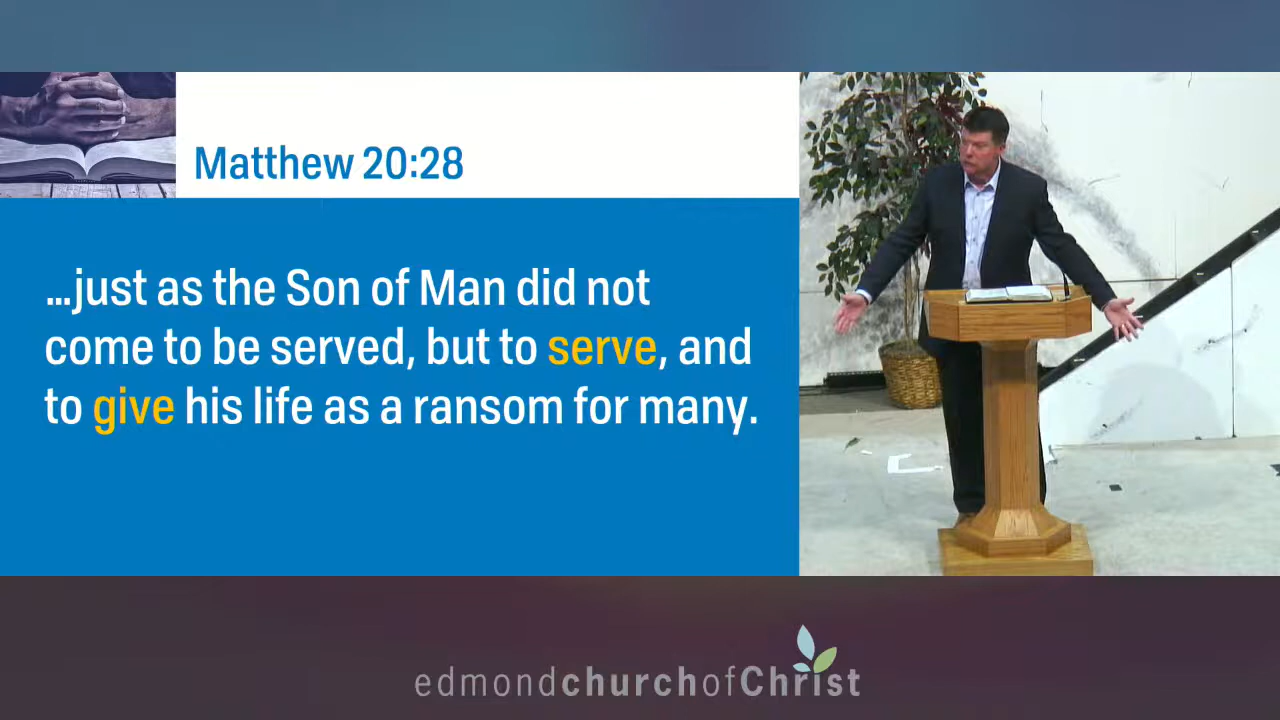 Matthew 20:28
...just as the Son of Man did not
come to be served, but to serve, and
to give his life as a ransom for many.
edmondchurchofChrist